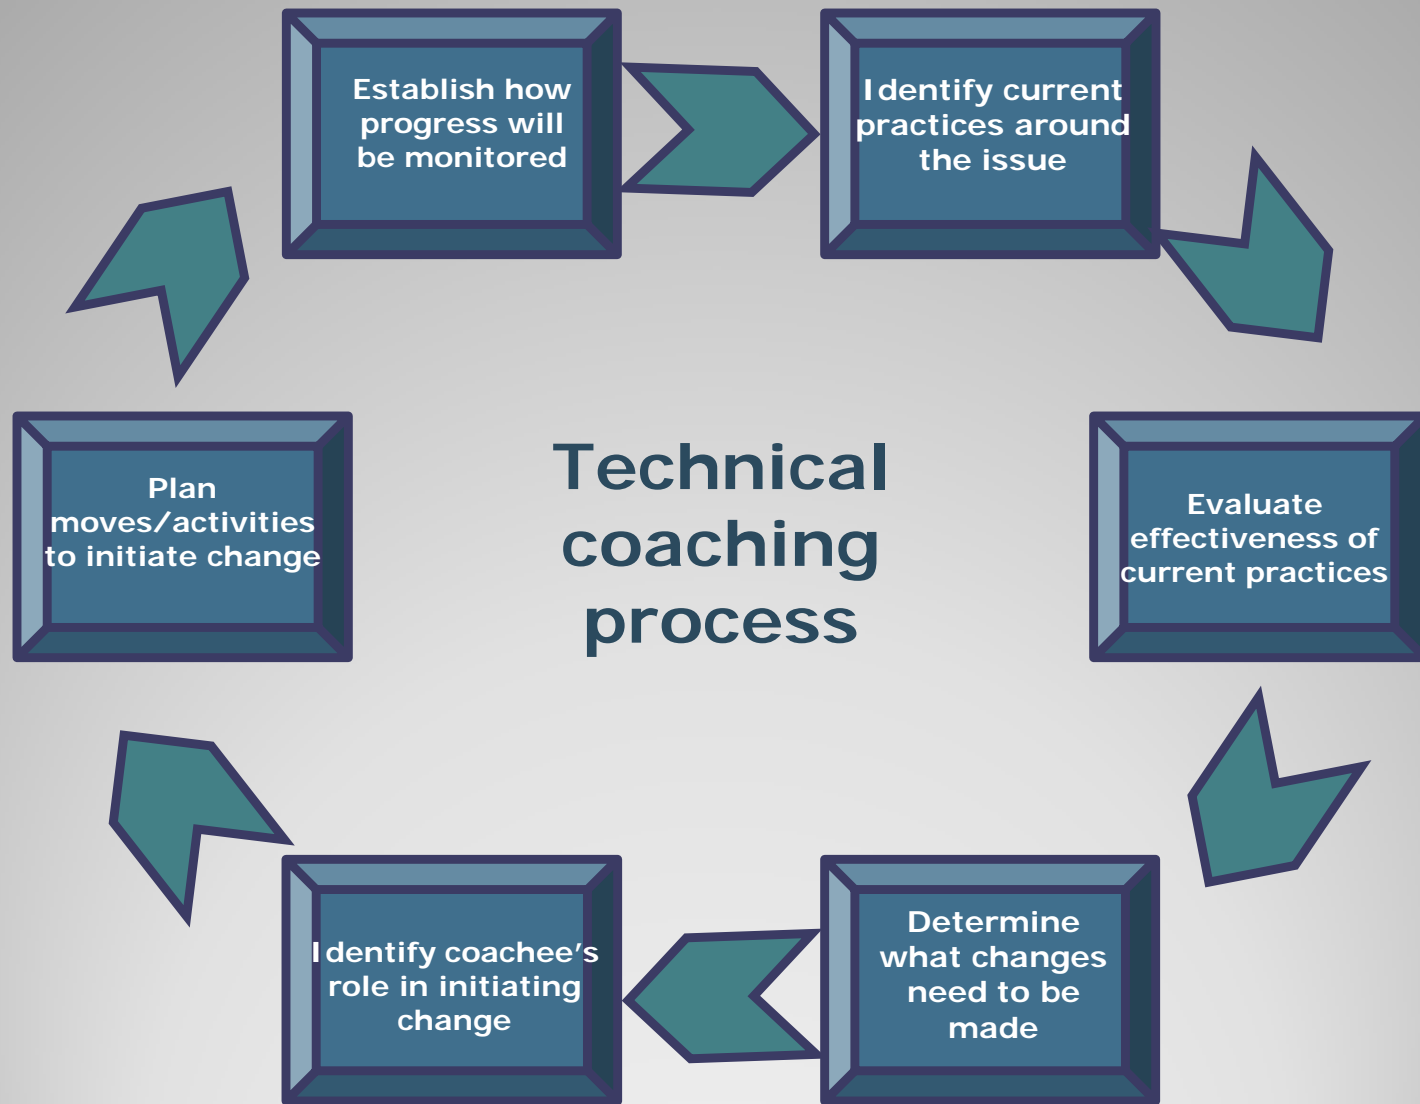 Establish how
progress will
be monitored
Identify current
practices around
the issue
Evaluate
effectiveness of
current practices
Determine
what changes
need to be
made
Identify coachee’s
role in initiating
change
Plan
moves/activities
to initiate change
Technical
coaching
process